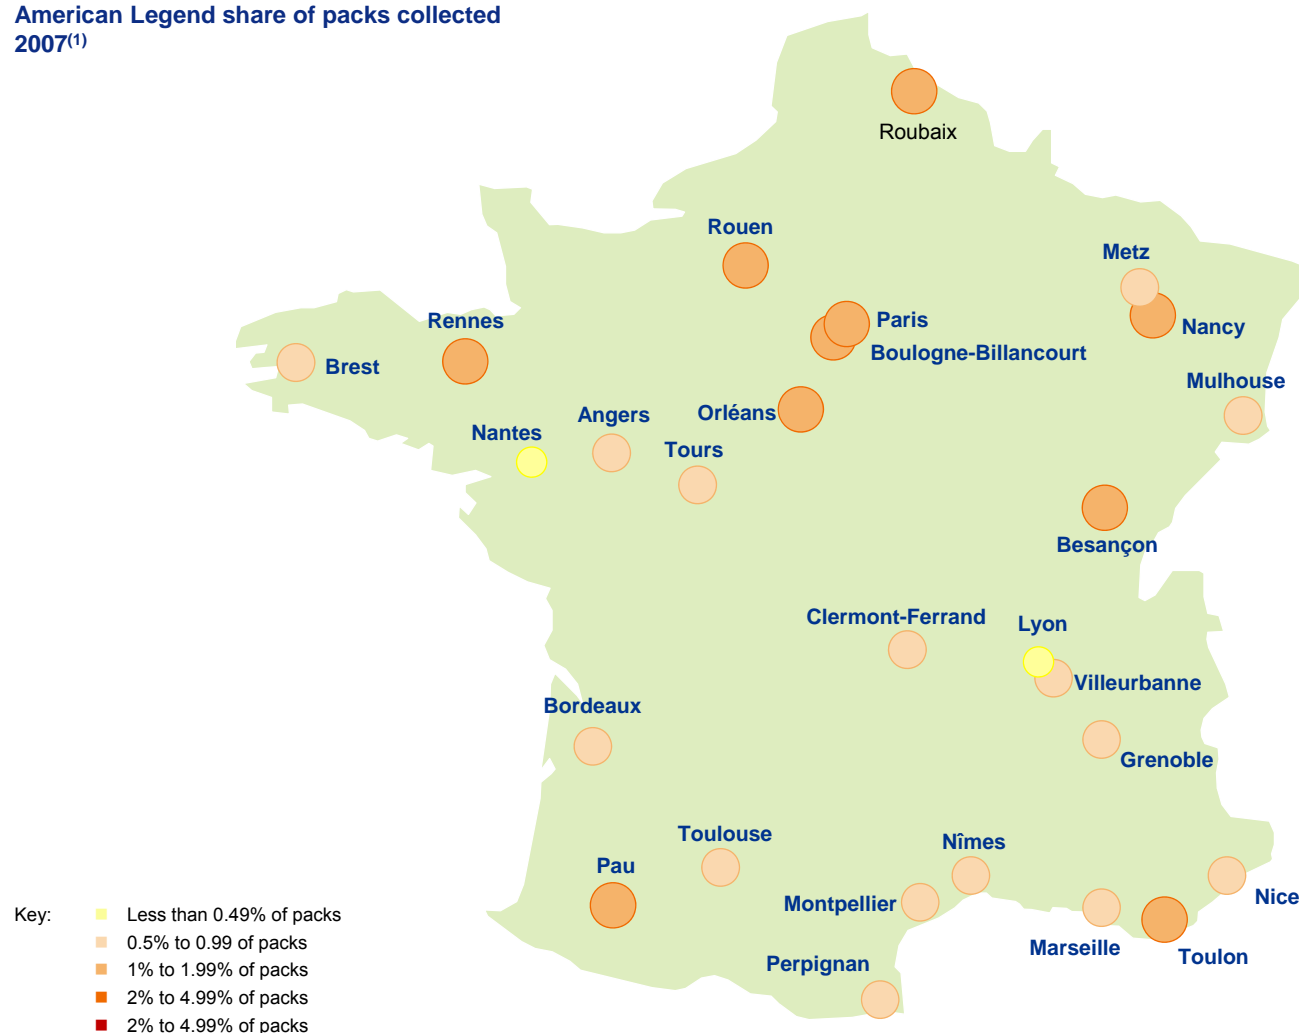 American Legend share of packs collected
2007(1)
Roubaix
Rouen
Metz
Paris
Nancy
Rennes
Boulogne-Billancourt
Brest
Mulhouse
Angers
Orléans
Nantes
Tours
Besançon
Clermont-Ferrand
Lyon
Villeurbanne
Bordeaux
Grenoble
Toulouse
Nîmes
Pau
Montpellier
Nice
Marseille
Toulon
Perpignan
Key:
Less than 0.49% of packs
0.5% to 0.99 of packs
1% to 1.99% of packs
2% to 4.99% of packs
2% to 4.99% of packs